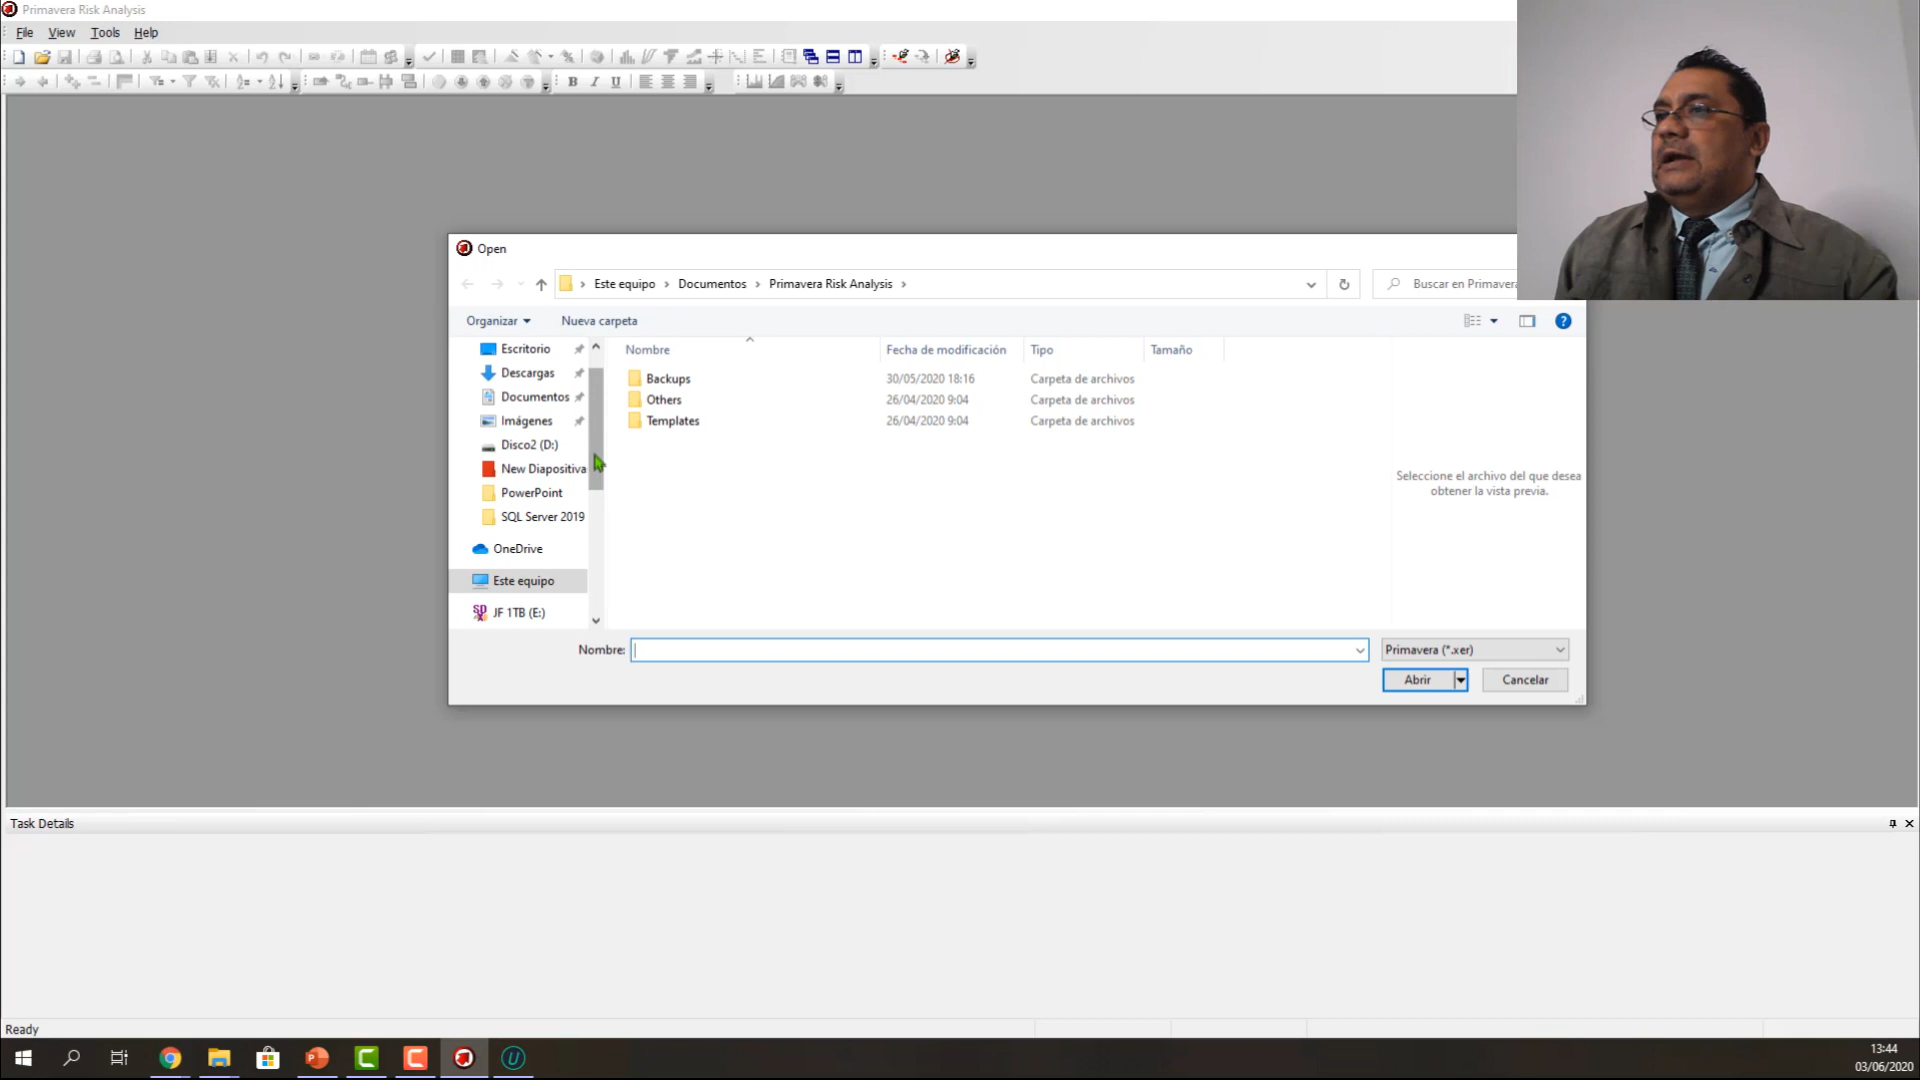 Primavera Risk Analysis
File View Tools Help
B I U
Open
Este equipo > Documentos > Primavera Risk Analysis >
Buscar en Primavera
Organizar
Nueva carpeta
Escritorio
Descargas
Documentos
Imágenes
Disco2 (D:)
New Diapositiva
PowerPoint
SQL Server 2019
OneDrive
Este equipo
JF 1TB (E:)
Nombre Fecha de modificación Tipo Tamaño
Backups 30/05/2020 18:16 Carpeta de archivos
Others 26/04/2020 9:04 Carpeta de archivos
Templates 26/04/2020 9:04 Carpeta de archivos
Seleccione el archivo del que desea
obtener la vista previa.
Nombre:
Primavera (*.xer)
Abrir
Cancelar
Task Details
Ready
13:44
03/06/2020